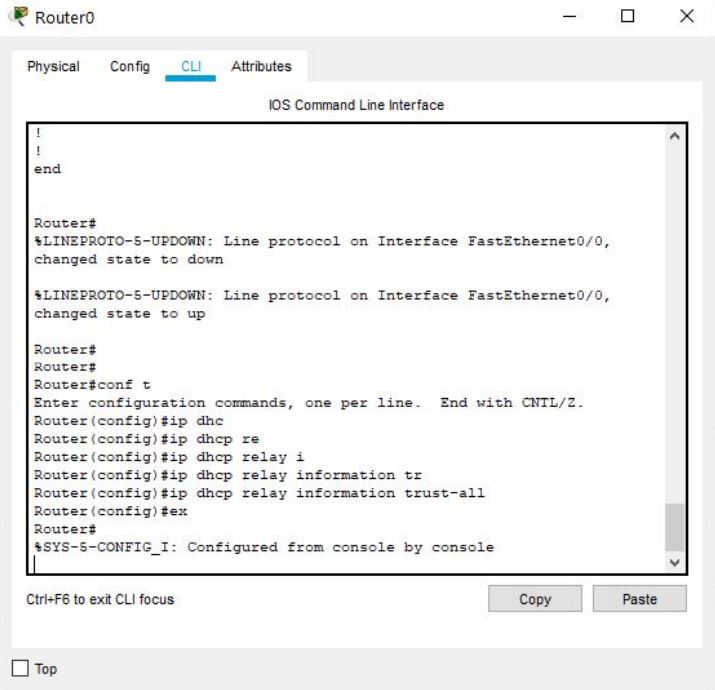 Router0
Physical Config CLI Attributes
IOS Command Line Interface
!
!
end
Router#
%LINEPROTO-5-UPDOWN: Line protocol on Interface FastEthernet0/0,
changed state to down
%LINEPROTO-5-UPDOWN: Line protocol on Interface FastEthernet0/0,
changed state to up
Router#
Router#
Router#conf t
Enter configuration commands, one per line.  End with CNTL/Z.
Router(config)#ip dhc
Router(config)#ip dhcp re
Router(config)#ip dhcp relay i
Router(config)#ip dhcp relay information tr
Router(config)#ip dhcp relay information trust-all
Router(config)#ex
Router#
%SYS-5-CONFIG_I: Configured from console by console
Ctrl+F6 to exit CLI focus
Copy Paste
Top